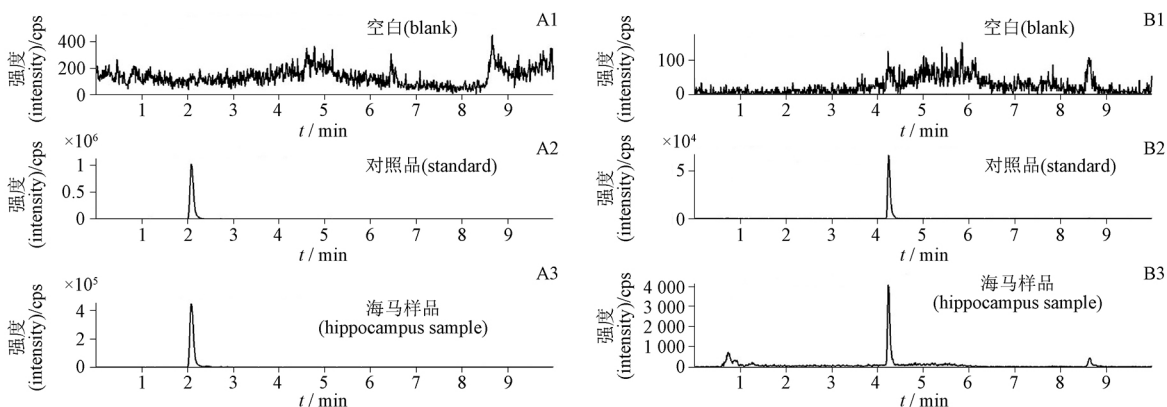 A1
空白(blank)
强度
(intensity)/cps
400
200
0
1 2 3 4 5 6 7 8 9
t / min
A2
×10⁶
对照品(standard)
强度
(intensity)/cps
1
0.5
0
1 2 3 4 5 6 7 8 9
t / min
A3
×10⁵
海马样品
(hippocampus sample)
强度
(intensity)/cps
4
2
0
1 2 3 4 5 6 7 8 9
t / min
B1
空白(blank)
强度
(intensity)/cps
100
0
1 2 3 4 5 6 7 8 9
t / min
B2
×10⁴
对照品(standard)
强度
(intensity)/cps
5
0
1 2 3 4 5 6 7 8 9
t / min
B3
海马样品
(hippocampus sample)
强度
(intensity)/cps
4 000
3 000
2 000
1 000
0
1 2 3 4 5 6 7 8 9
t / min